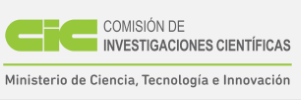 CIC
COMISIÓN DE
INVESTIGACIONES CIENTÍFICAS
Ministerio de Ciencia, Tecnología e Innovación